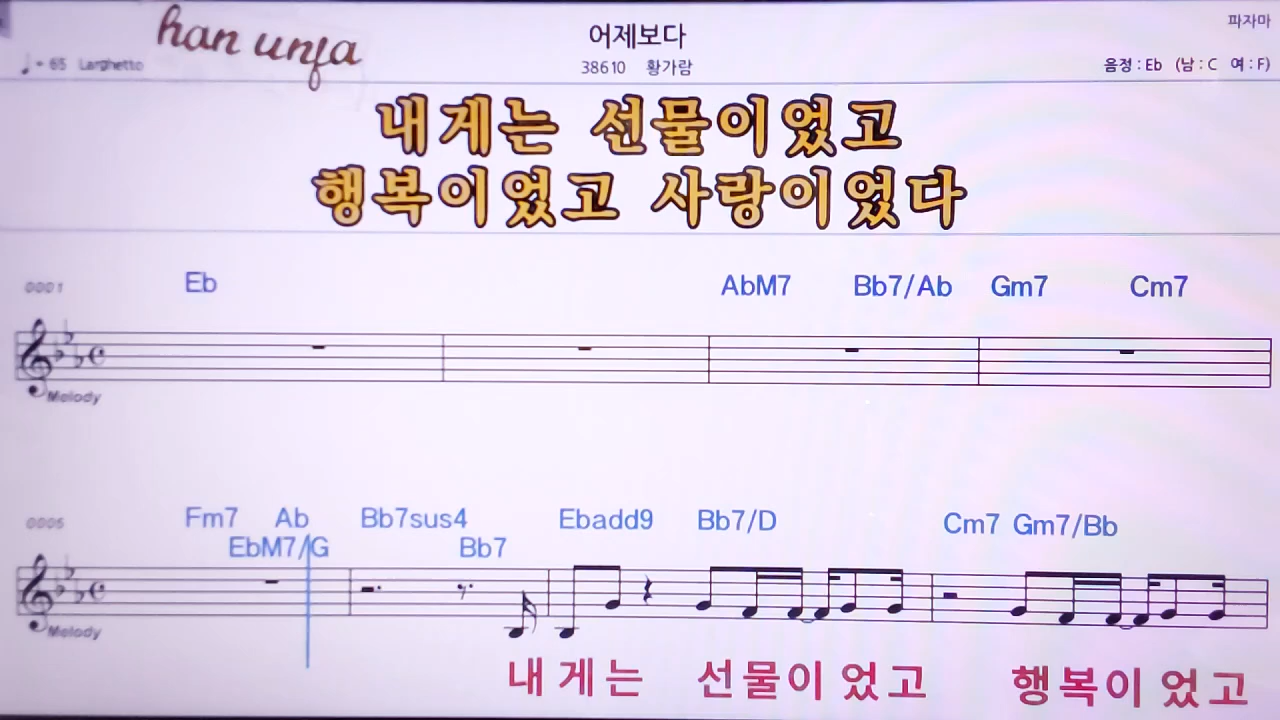 han unfa
어제보다
파자마
♩= 65 Larghetto
38610 황가람
음정 : Eb (남 : C 여 : F)
내게는 선물이었고
행복이었고 사랑이었다
0001 Eb AbM7 Bb7/Ab Gm7 Cm7
Melody
0005 Fm7 Ab Bb7sus4 Ebadd9 Bb7/D Cm7 Gm7/Bb
EbM7/G Bb7
Melody
내게는 선물이었고 행복이었고